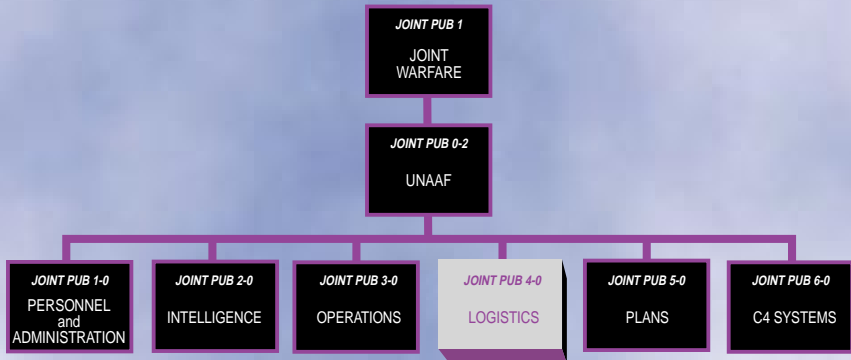 JOINT PUB 1
JOINT
WARFARE
JOINT PUB 0-2
UNAAF
JOINT PUB 1-0
PERSONNEL
and
ADMINISTRATION
JOINT PUB 2-0
INTELLIGENCE
JOINT PUB 3-0
OPERATIONS
JOINT PUB 4-0
LOGISTICS
JOINT PUB 5-0
PLANS
JOINT PUB 6-0
C4 SYSTEMS